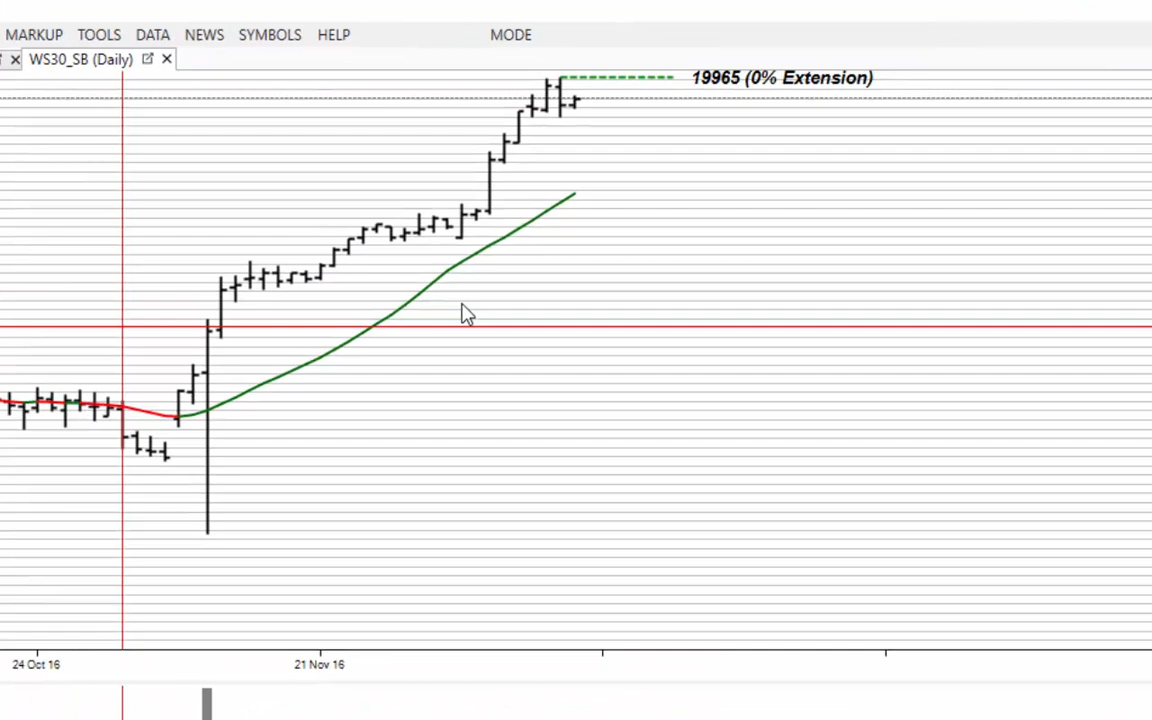 MARKUP TOOLS DATA NEWS SYMBOLS HELP MODE
WS30_SB (Daily)
19965 (0% Extension)
24 Oct 16 21 Nov 16